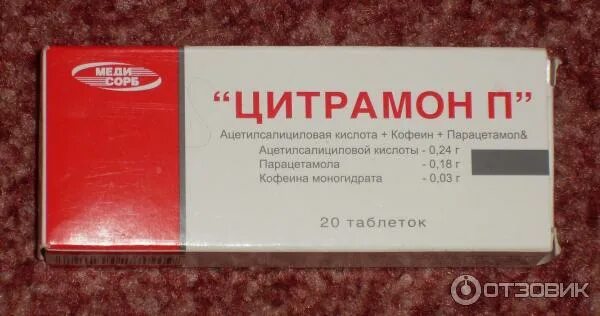 МЕДИ
СОРБ
“ЦИТРАМОН П”
Ацетилсалициловая кислота + Кофеин + Парацетамол&
Ацетилсалициловой кислоты - 0,24 г
Парацетамола - 0,18 г
Кофеина моногидрата - 0,03 г
20 таблеток
ОТЗОВИК